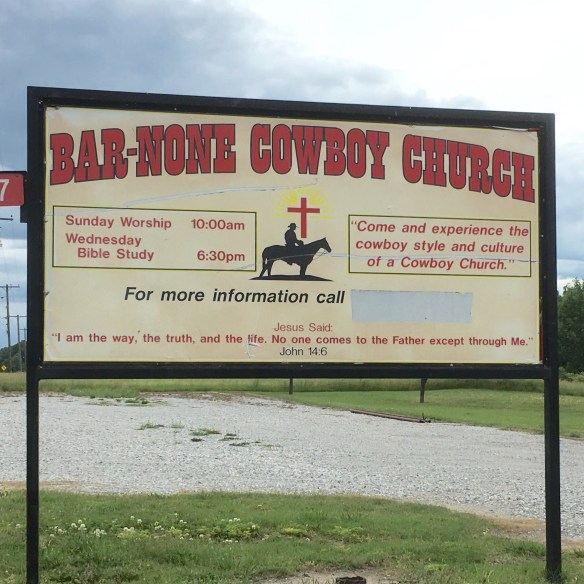 BAR-NONE COWBOY CHURCH
7
Sunday Worship 10:00am
Wednesday
Bible Study 6:30pm
"Come and experience the
cowboy style and culture
of a Cowboy Church."
For more information call
Jesus Said:
"I am the way, the truth, and the life. No one comes to the Father except through Me."
John 14:6